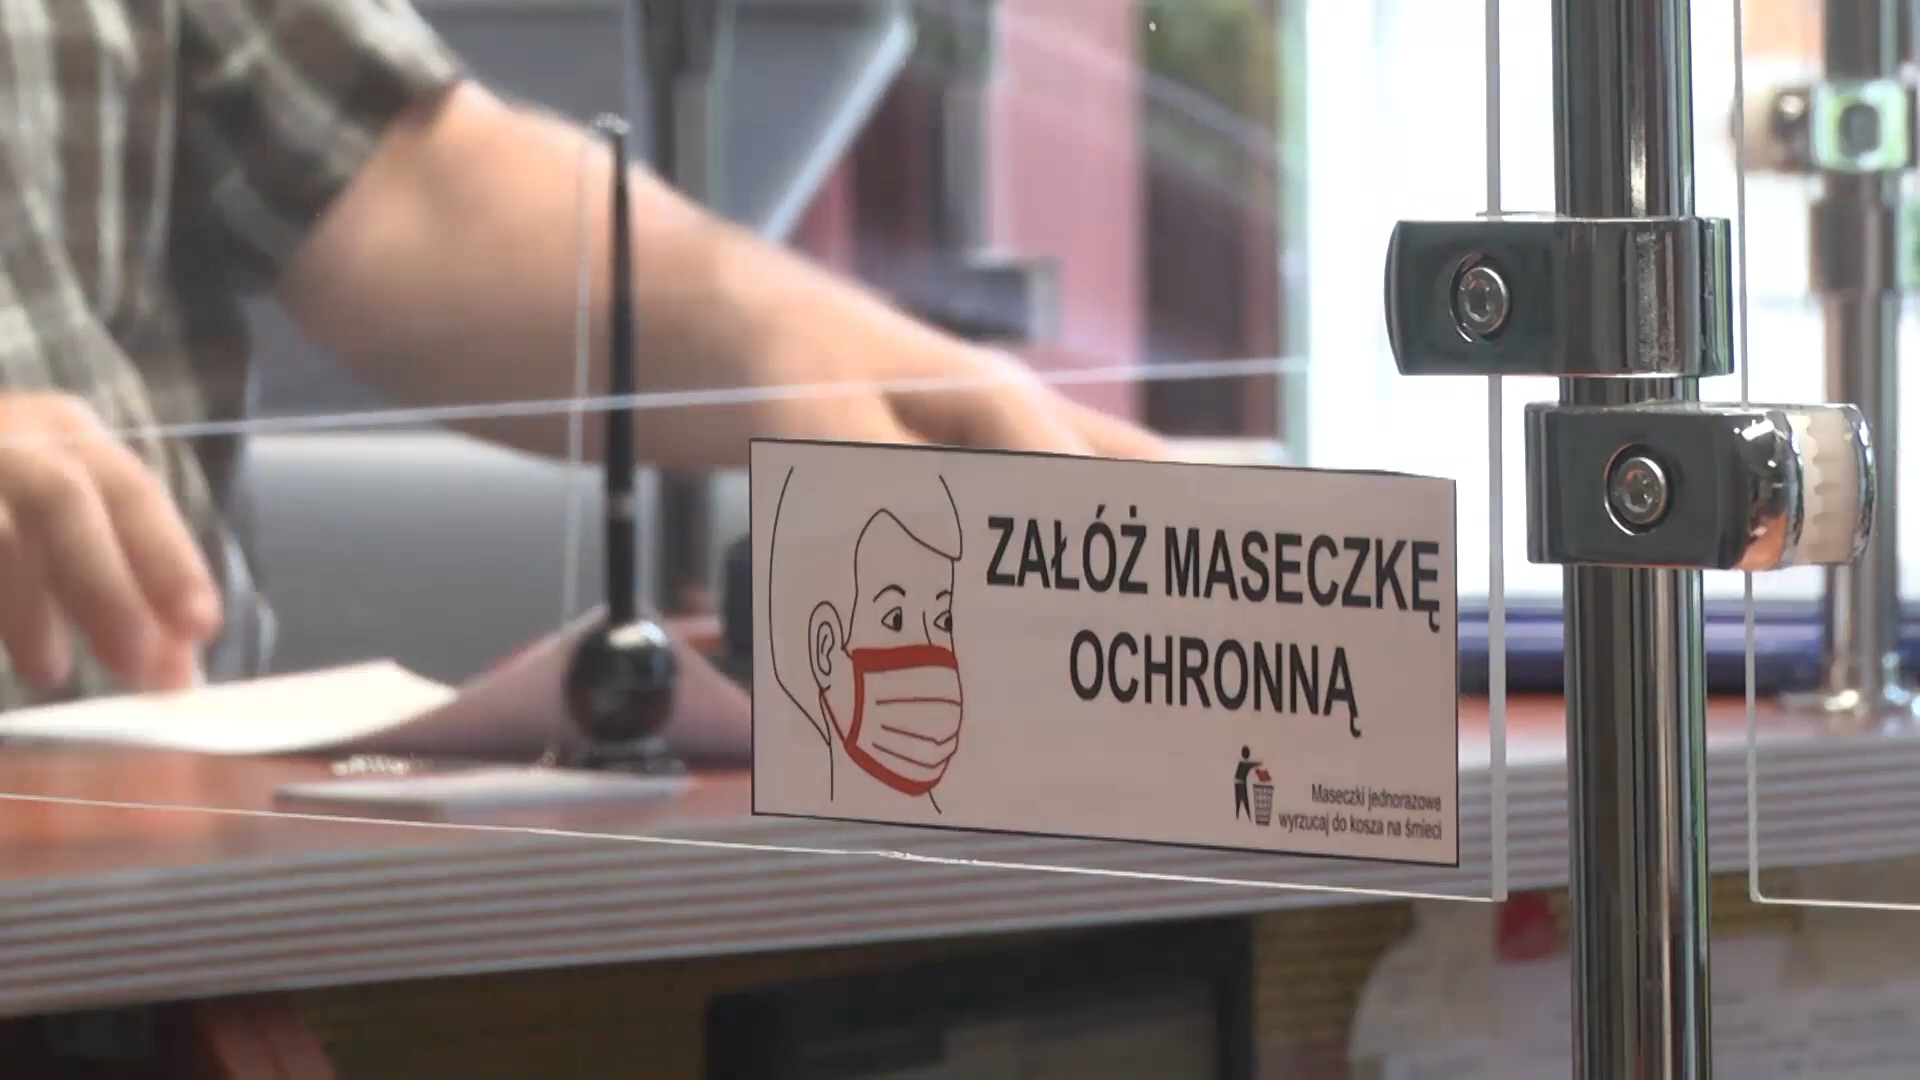 ZAŁÓŻ MASECZKĘ
OCHRONNĄ
Maseczki jednorazowe
wyrzucaj do kosza na śmieci